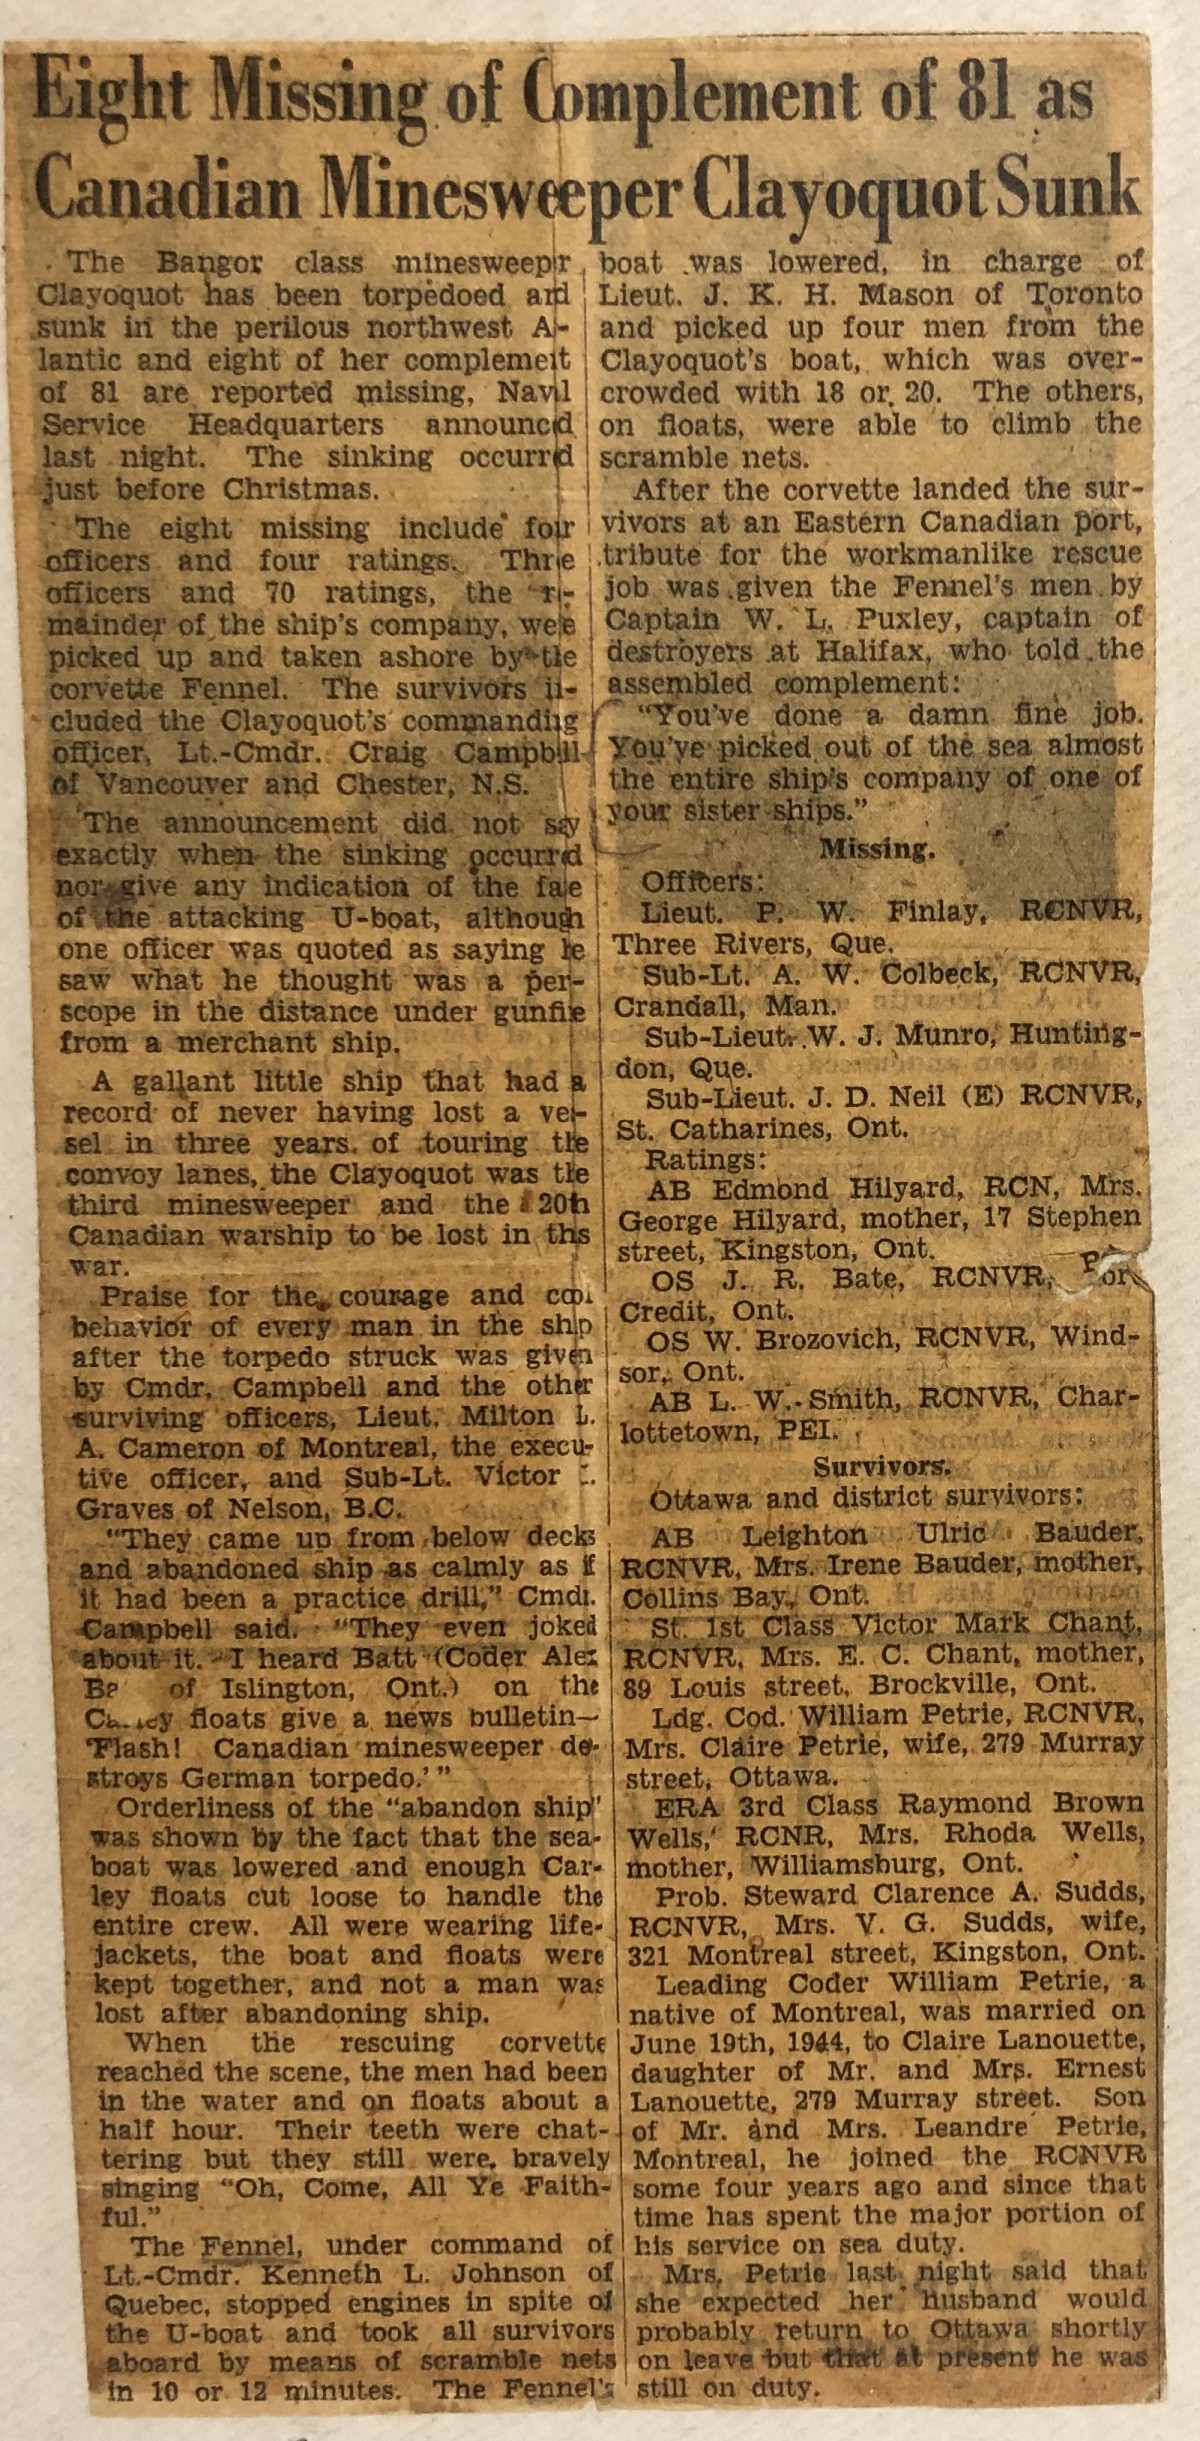 Eight Missing of Complement of 81 as
Canadian Minesweeper Clayoquot Sunk
The Bangor class minesweepr
Clayoquot has been torpedoed ard
sunk in the perilous northwest A-
lantic and eight of her complemeit
of 81 are reported missing, Navil
Service Headquarters announcd
last night. The sinking occurrd
just before Christmas.
The eight missing include foir
officers and four ratings. Thre
officers and 70 ratings, the r-
mainder of the ship's company, wee
picked up and taken ashore by tle
corvette Fennel. The survivors ii-
cluded the Clayoquot's commandiig
officer, Lt.-Cmdr. Craig Campbll
of Vancouver and Chester, N.S.
The announcement did not sy
exactly when the sinking occurrd
nor give any indication of the fae
of the attacking U-boat, although
one officer was quoted as saying le
saw what he thought was a per-
scope in the distance under gunfie
from a merchant ship.
A gallant little ship that had a
record of never having lost a ves-
sel in three years of touring tle
convoy lanes, the Clayoquot was tle
third minesweeper and the 20th
Canadian warship to be lost in ths
war.
Praise for the courage and cool
behavior of every man in the ship
after the torpedo struck was given
by Cmdr. Campbell and the other
surviving officers, Lieut. Milton L.
A. Cameron of Montreal, the execu-
tive officer, and Sub-Lt. Victor
Graves of Nelson, B.C.
"They came up from below decks
and abandoned ship as calmly as if
it had been a practice drill," Cmdr.
Campbell said. "They even joked
about it. I heard Batt (Coder Alex
of Islington, Ont.) on the
Carley floats give a news bulletin—
'Flash! Canadian minesweeper de-
stroys German torpedo.'"
Orderliness of the "abandon ship"
was shown by the fact that the sea-
boat was lowered and enough Car-
ley floats cut loose to handle the
entire crew. All were wearing life-
jackets, the boat and floats were
kept together, and not a man was
lost after abandoning ship.
When the rescuing corvette
reached the scene, the men had been
in the water and on floats about a
half hour. Their teeth were chat-
tering but they still were bravely
singing "Oh, Come, All Ye Faith-
ful."
The Fennel, under command of
Lt.-Cmdr. Kenneth L. Johnson of
Quebec, stopped engines in spite of
the U-boat and took all survivors
aboard by means of scramble nets
in 10 or 12 minutes. The Fennel's
boat was lowered, in charge of
Lieut. J. K. H. Mason of Toronto
and picked up four men from the
Clayoquot's boat, which was over-
crowded with 18 or 20. The others,
on floats, were able to climb the
scramble nets.
After the corvette landed the sur-
vivors at an Eastern Canadian port,
tribute for the workmanlike rescue
job was given the Fennel's men by
Captain W. L. Puxley, captain of
destroyers at Halifax, who told the
assembled complement:
"You've done a damn fine job.
You've picked out of the sea almost
the entire ship's company of one of
your sister ships."
Missing.
Officers:
Lieut. P. W. Finlay, RCNVR,
Three Rivers, Que.
Sub-Lt. A. W. Colbeck, RCNVR,
Crandall, Man.
Sub-Lieut. W. J. Munro, Hunting-
don, Que.
Sub-Lieut. J. D. Neil (E) RCNVR,
St. Catharines, Ont.
Ratings:
AB Edmond Hilyard, RCN, Mrs.
George Hilyard, mother, 17 Stephen
street, Kingston, Ont.
OS J. R. Bate, RCNVR, Por
Credit, Ont.
OS W. Brozovich, RCNVR, Wind-
sor, Ont.
AB L. W. Smith, RCNVR, Char-
lottetown, PEI.
Survivors.
Ottawa and district survivors:
AB Leighton Ulric Bauder,
RCNVR, Mrs. Irene Bauder, mother,
Collins Bay, Ont.
St. 1st Class Victor Mark Chant,
RCNVR, Mrs. E. C. Chant, mother,
89 Louis street, Brockville, Ont.
Ldg. Cod. William Petrie, RCNVR,
Mrs. Claire Petrie, wife, 279 Murray
street, Ottawa.
ERA 3rd Class Raymond Brown
Wells, RCNR, Mrs. Rhoda Wells,
mother, Williamsburg, Ont.
Prob. Steward Clarence A. Sudds,
RCNVR, Mrs. V. G. Sudds, wife,
321 Montreal street, Kingston, Ont.
Leading Coder William Petrie, a
native of Montreal, was married on
June 19th, 1944, to Claire Lanouette,
daughter of Mr. and Mrs. Ernest
Lanouette, 279 Murray street. Son
of Mr. and Mrs. Leandre Petrie,
Montreal, he joined the RCNVR
some four years ago and since that
time has spent the major portion of
his service on sea duty.
Mrs. Petrie last night said that
she expected her husband would
probably return to Ottawa shortly
on leave but that at present he was
still on duty.